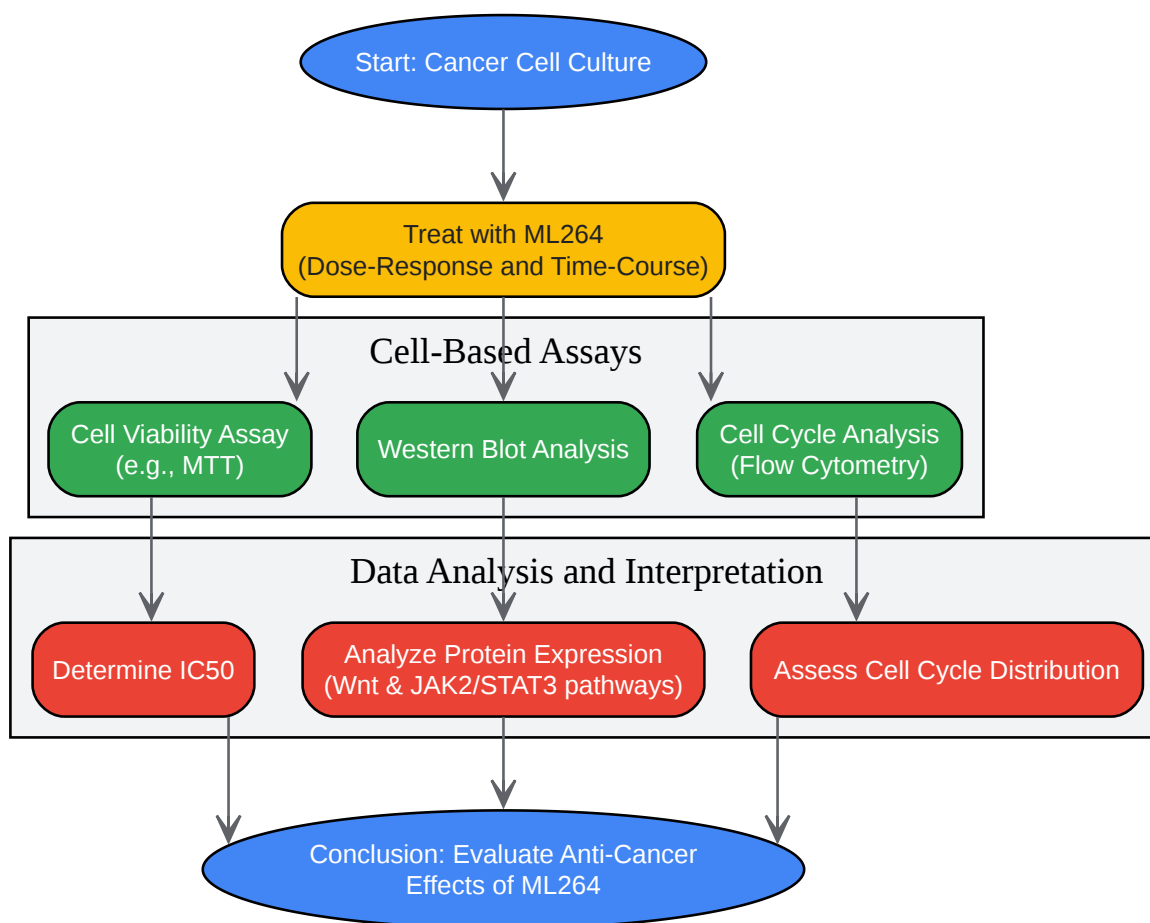 Start: Cancer Cell Culture
Treat with ML264
(Dose-Response and Time-Course)
Cell-Based Assays
Cell Viability Assay
(e.g., MTT)
Western Blot Analysis
Cell Cycle Analysis
(Flow Cytometry)
Data Analysis and Interpretation
Determine IC50
Analyze Protein Expression
(Wnt & JAK2/STAT3 pathways)
Assess Cell Cycle Distribution
Conclusion: Evaluate Anti-Cancer
Effects of ML264